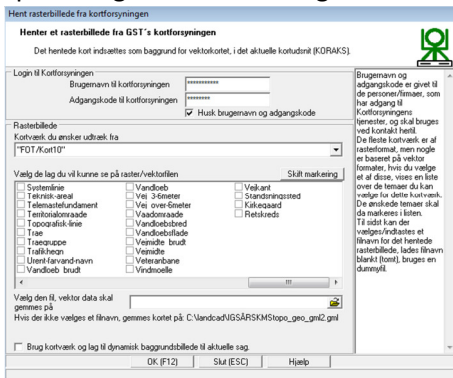 Hent rasterbillede fra kortforsyningen
Henter et rasterbillede fra GST´s kortforsyningen
Det hentede kort indsættes som baggrund for vektorkortet, i det aktuelle kortudsnit (KORAKS).
Login til Kortforsyningen
Brugernavn til kortforsyningen ***********
Adgangskode til kortforsyningen ********
Husk brugernavn og adgangskode
Rasterbillede
Kortværk du ønsker udtræk fra
"FOT/Kort10"
Vælg de lag du vil kunne se på raster/vektorfilen
Skift markering
Systemlinie
Teknisk-areal
Telemastefundament
Territorialomraade
Topografisk-linie
Trae
Traegruppe
Trafikhegn
Urent-farvand-navn
Vandloeb brudt
Vandloeb
Vej 3-6meter
Vej over-6meter
Vaadomraade
Vandloebsbred
Vandloebsflade
Vejmidte brudt
Vejmidte
Veteranbane
Vindmoelle
Vejkant
Standsningssted
Kirkegaard
Retskreds
Vælg den fil, vektor data skal
gemmes på
Hvis der ikke vælges et filnavn, gemmes kortet på: C:\landcad\GSÅRSKMStopo_geo_gml2.gml
Brug kortværk og lag til dynamisk baggrundsbillede til aktuelle sag.
OK (F12)
Slut (ESC)
Hjælp
Brugernavn og
adgangskode er givet til
de personer/firmaer, som
har adgang til
Kortforsyningens
tjenester, og skal bruges
ved kontakt hertil.
De fleste kortværk er af
rasterformat, men nogle
er baseret på vektor
formater, hvis du vælge
et af disse, vises en liste
over de temaer du kan
vælge for dette kortværk.
De ønskede temaer skal
da markeres i listen.
Til sidst kan der
vælges/indtastes et
filnavn for det hentede
rasterbillede, lades filnavn
blankt (tomt), bruges en
dummyfil.